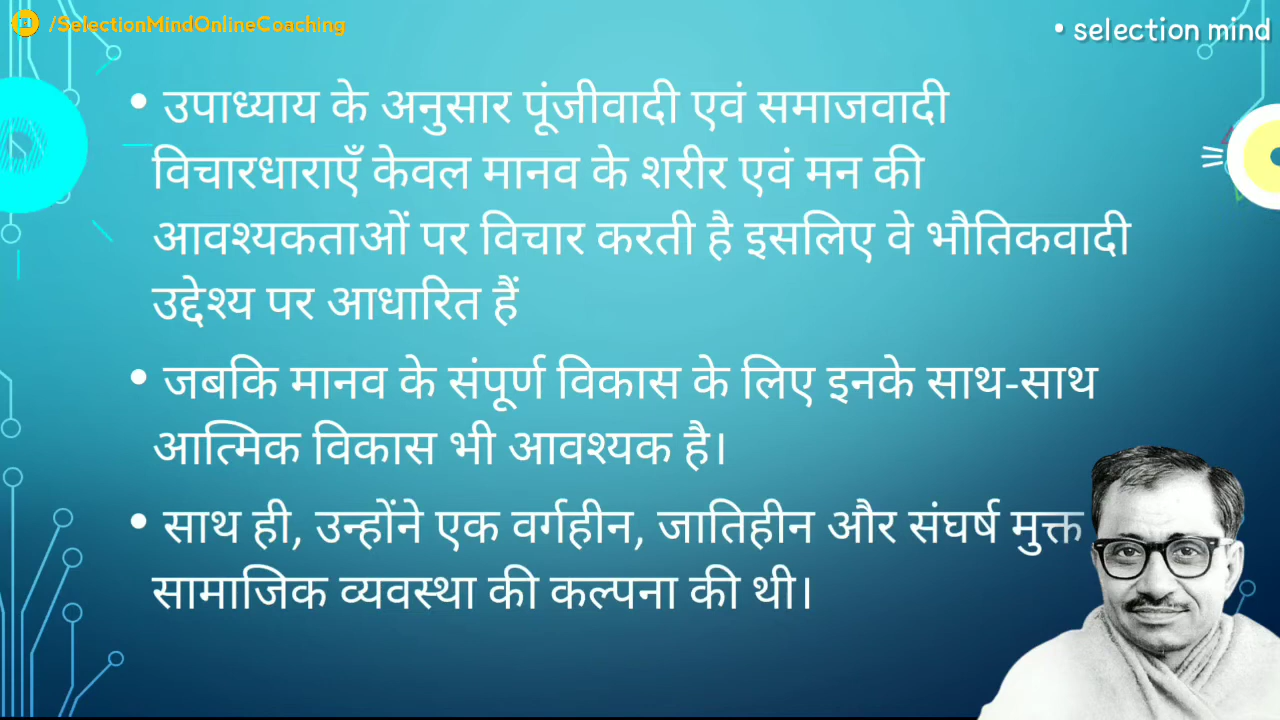 /SelectionMindOnlineCoaching
• selection mind
• उपाध्याय के अनुसार पूंजीवादी एवं समाजवादी
विचारधाराएँ केवल मानव के शरीर एवं मन की
आवश्यकताओं पर विचार करती है इसलिए वे भौतिकवादी
उद्देश्य पर आधारित हैं
• जबकि मानव के संपूर्ण विकास के लिए इनके साथ-साथ
आत्मिक विकास भी आवश्यक है।
• साथ ही, उन्होंने एक वर्गहीन, जातिहीन और संघर्ष मुक्त
सामाजिक व्यवस्था की कल्पना की थी।